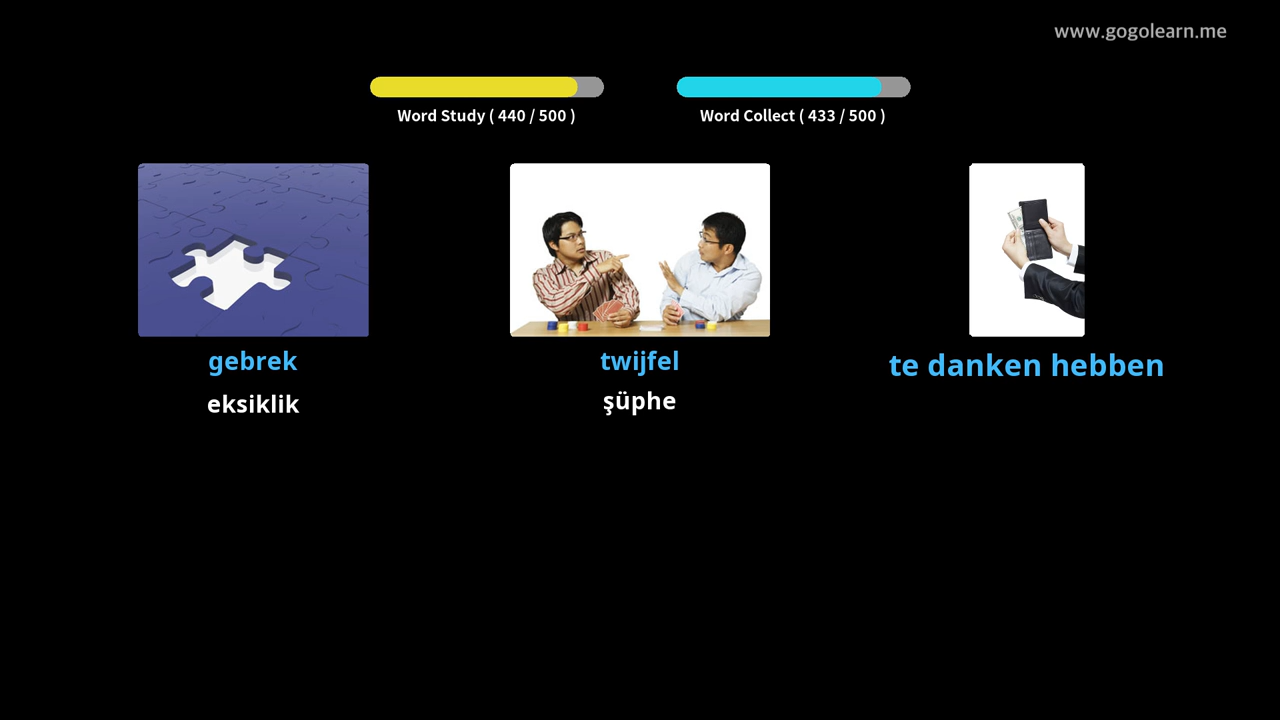 www.gogolearn.me
Word Study ( 440 / 500 )
Word Collect ( 433 / 500 )
gebrek
twijfel
te danken hebben
eksiklik
şüphe